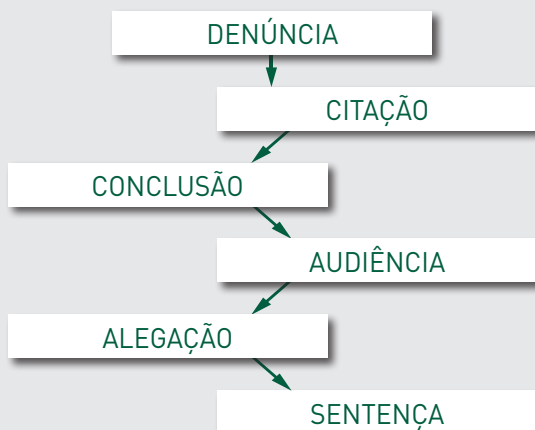 DENÚNCIA
CITAÇÃO
CONCLUSÃO
AUDIÊNCIA
ALEGAÇÃO
SENTENÇA